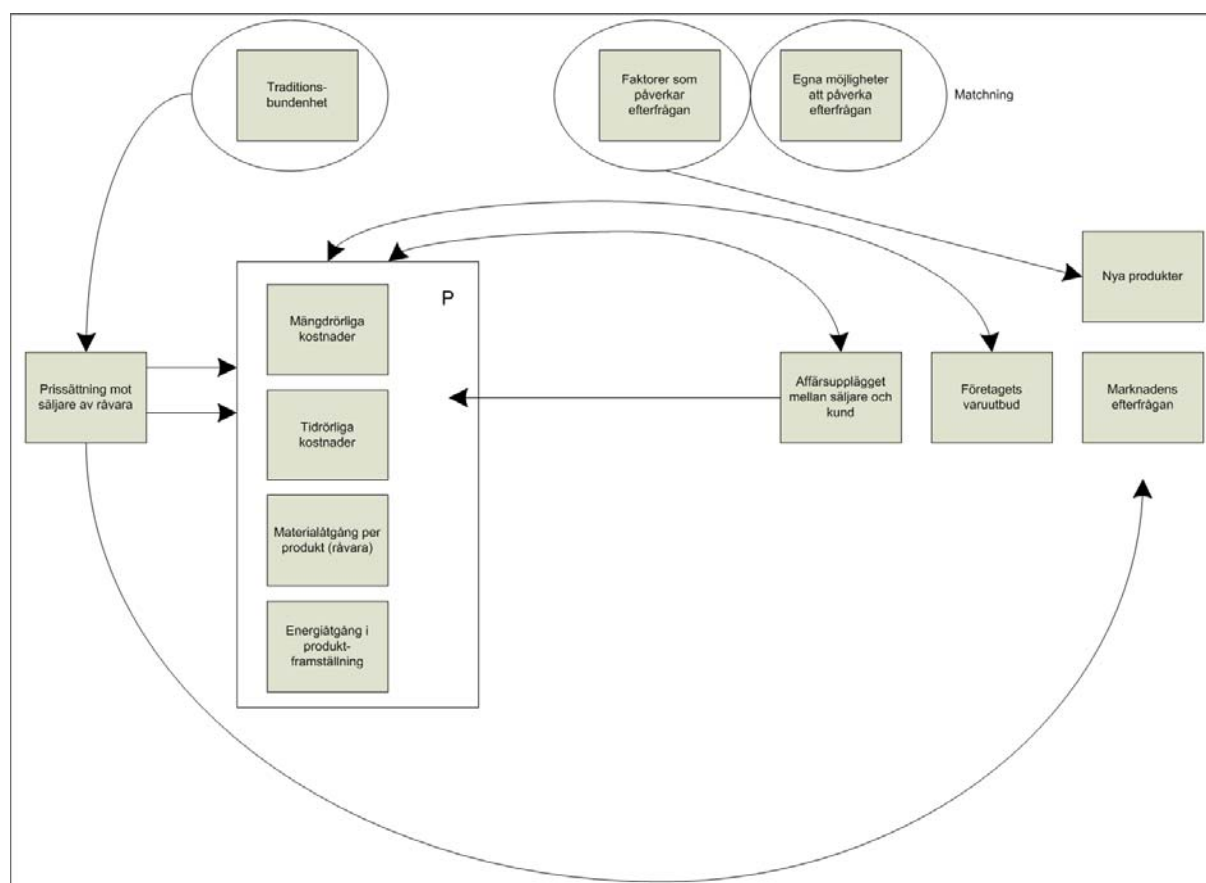 Traditions-
bundenhet
Faktorer som
påverkar
efterfrågan
Egna möjligheter
att påverka
efterfrågan
Matchning
Nya produkter
P
Mängdrörliga
kostnader
Prissättning mot
säljare av råvara
Tidrörliga
kostnader
Affärsupplägget
mellan säljare och
kund
Företagets
varuutbud
Marknadens
efterfrågan
Materialåtgång per
produkt (råvara)
Energiåtgång i
produkt-
framställning